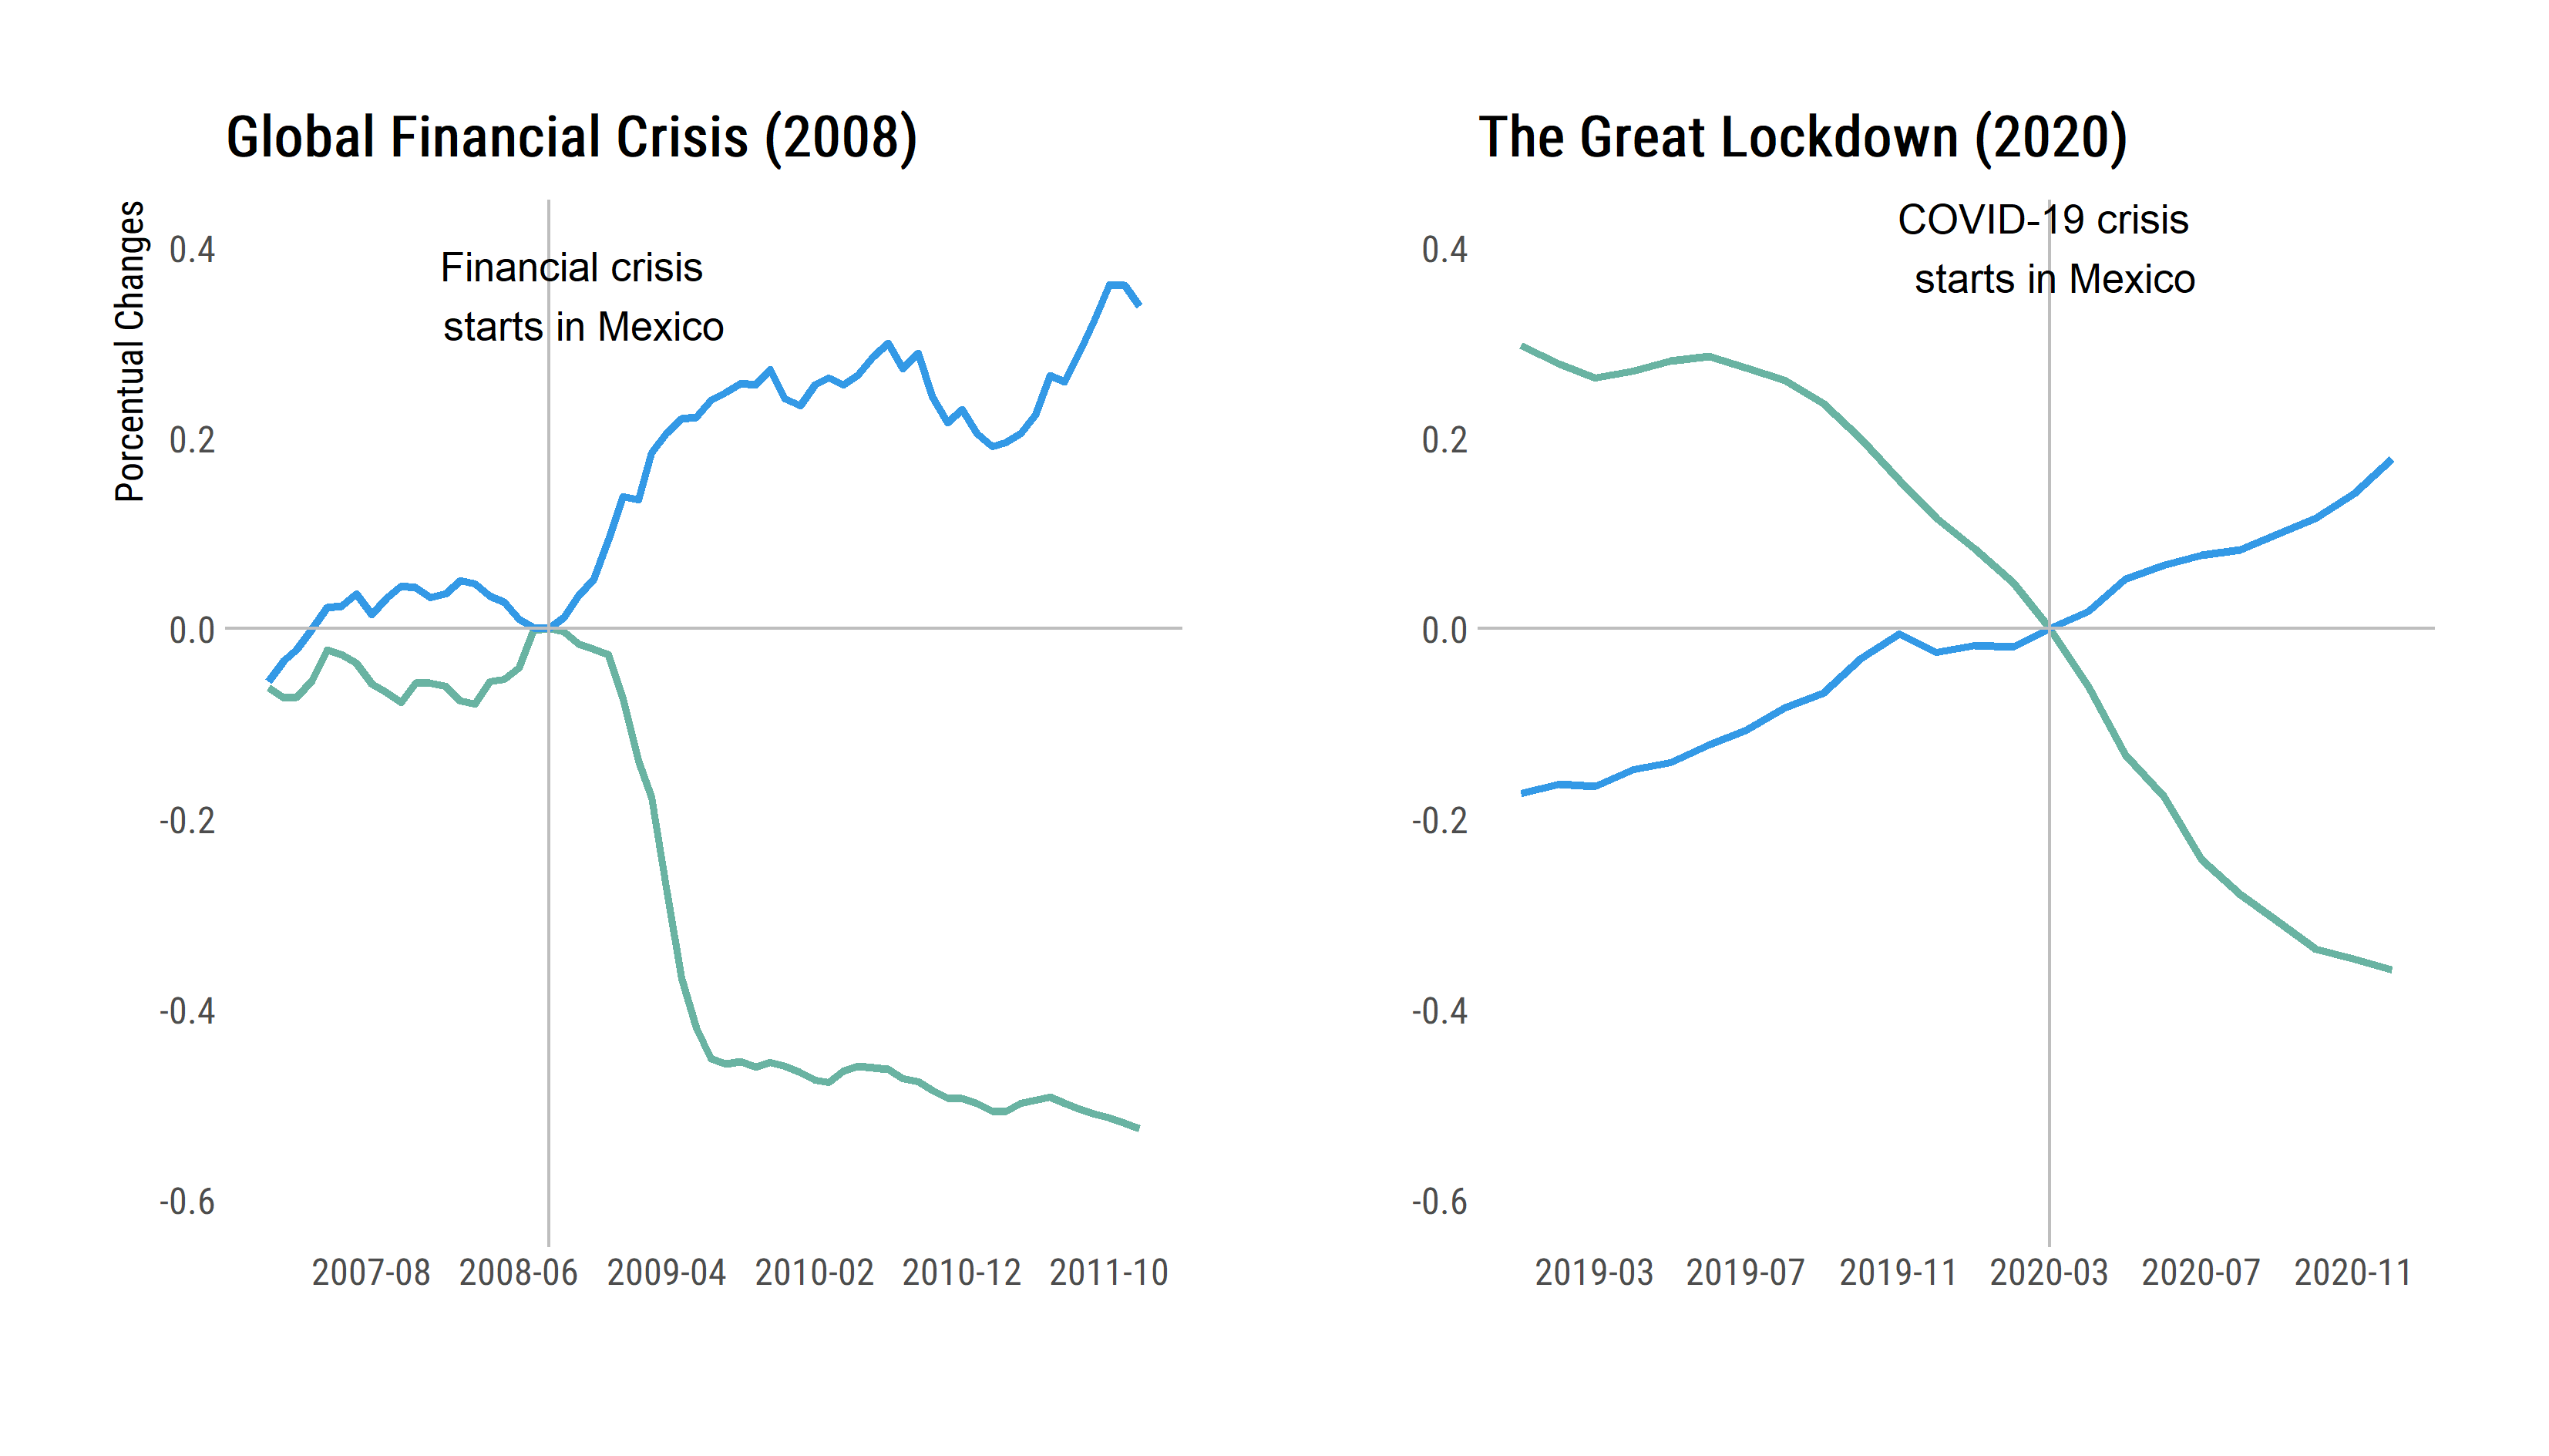 Global Financial Crisis (2008)
Porcentual Changes
Financial crisis
starts in Mexico
0.4
0.2
0.0
-0.2
-0.4
-0.6
2007-08 2008-06 2009-04 2010-02 2010-12 2011-10
The Great Lockdown (2020)
COVID-19 crisis
starts in Mexico
0.4
0.2
0.0
-0.2
-0.4
-0.6
2019-03 2019-07 2019-11 2020-03 2020-07 2020-11